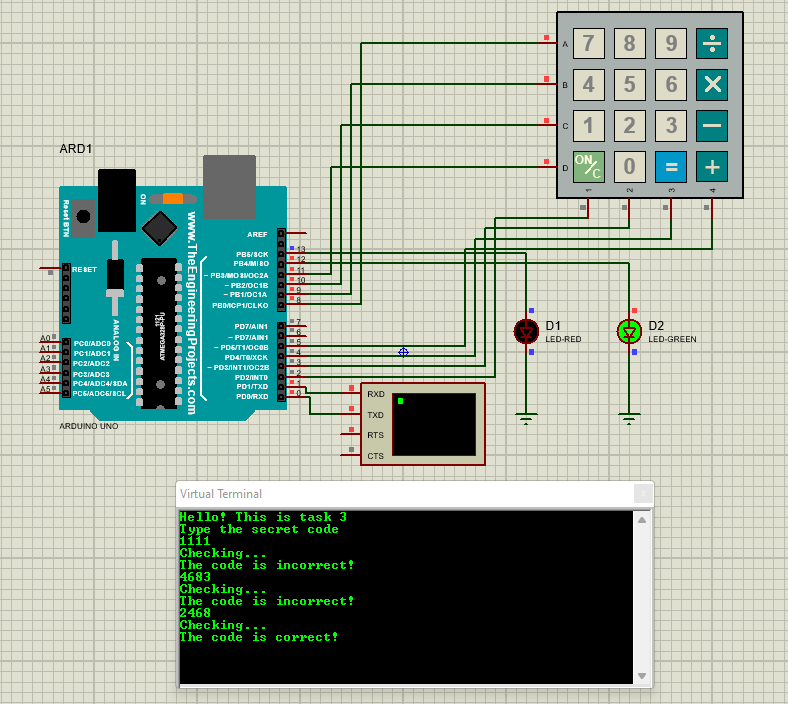 ARD1
ON
Reset BTN
www.TheEngineeringProjects.com
ANALOG IN
ARDUINO UNO
RESET
AREF
PB5/SCK
PB4/MISO
~ PB3/MOSI/OC2A
~ PB2/OC1B
~ PB1/OC1A
PB0/ICP1/CLKO
PD7/AIN1
~ PD7/AIN1
~ PD5/T1/OC0B
PD4/T0/XCK
~ PD3/INT1/OC2B
PD2/INT0
PD1/TXD
PD0/RXD
13
12
11
10
9
8
7
6
5
4
3
2
1
0
A0
A1
A2
A3
A4
A5
PC0/ADC0
PC1/ADC1
PC2/ADC2
PC3/ADC3
PC4/ADC4/SDA
PC5/ADC5/SCL
A
B
C
D
7 8 9 ÷
4 5 6 ×
1 2 3 −
ON/C 0 = +
1 2 3 4
D1
LED-RED
D2
LED-GREEN
RXD
TXD
RTS
CTS
Virtual Terminal
Hello! This is task 3
Type the secret code
1111
Checking...
The code is incorrect!
4683
Checking...
The code is incorrect!
2468
Checking...
The code is correct!